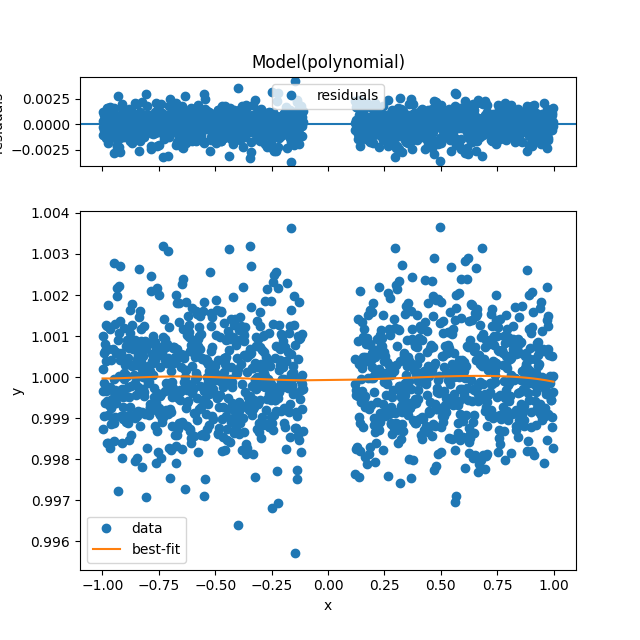 Model(polynomial)
residuals
0.0025
0.0000
−0.0025
residuals
1.004
1.003
1.002
1.001
1.000
0.999
0.998
0.997
0.996
y
data
best-fit
−1.00 −0.75 −0.50 −0.25 0.00 0.25 0.50 0.75 1.00
x